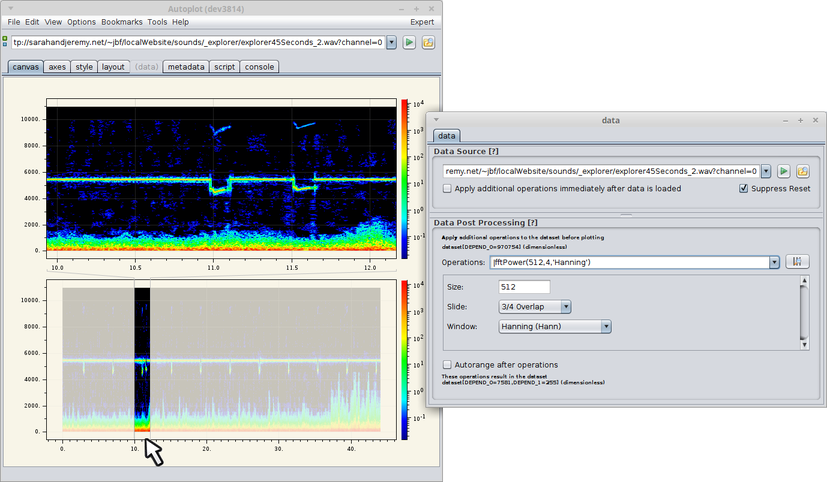 Autoplot (dev3814)
File Edit View Options Bookmarks Tools Help Expert
tp://sarahandjeremy.net/~jbf/localWebsite/sounds/_explorer/explorer45Seconds_2.wav?channel=0
canvas axes style layout (data) metadata script console
10000.
8000.
6000.
4000.
2000.
0.
10.0 10.5 11.0 11.5 12.0
10^4
10^3
10^2
10^1
10^0
10^-1
10000.
8000.
6000.
4000.
2000.
0.
0. 10. 20. 30. 40.
10^4
10^3
10^2
10^1
10^0
10^-1
data
data
Data Source [?]
remy.net/~jbf/localWebsite/sounds/_explorer/explorer45Seconds_2.wav?channel=0
Apply additional operations immediately after data is loaded Suppress Reset
Data Post Processing [?]
Apply additional operations to the dataset before plotting
dataset[DEPEND_0=970754] (dimensionless)
Operations: |fftPower(512,4,'Hanning')
Size: 512
Slide: 3/4 Overlap
Window: Hanning (Hann)
Autorange after operations
These operations result in the dataset
dataset[DEPEND_0=7581,DEPEND_1=255] (dimensionless)